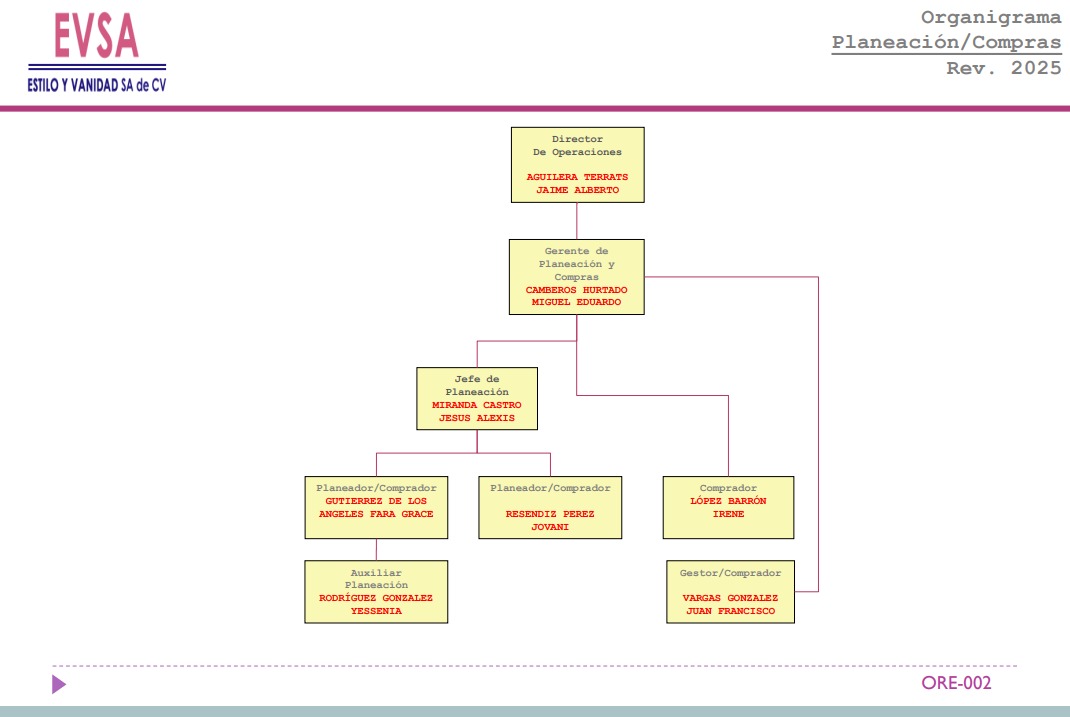 EVSA
ESTILO Y VANIDAD SA de CV
Organigrama
Planeación/Compras
Rev. 2025
Director
De Operaciones
AGUILERA TERRATS
JAIME ALBERTO
Gerente de
Planeación y
Compras
CAMBEROS HURTADO
MIGUEL EDUARDO
Jefe de
Planeación
MIRANDA CASTRO
JESUS ALEXIS
Planeador/Comprador
GUTIERREZ DE LOS
ANGELES FARA GRACE
Planeador/Comprador
RESENDIZ PEREZ
JOVANI
Comprador
LÓPEZ BARRÓN
IRENE
Auxiliar
Planeación
RODRÍGUEZ GONZALEZ
YESSENIA
Gestor/Comprador
VARGAS GONZALEZ
JUAN FRANCISCO
ORE-002